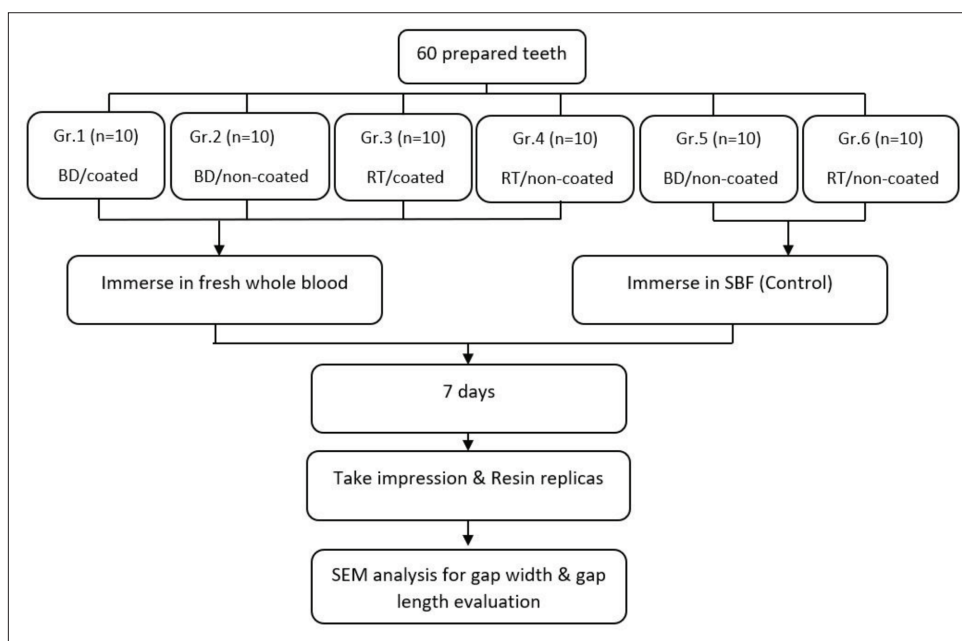 60 prepared teeth
Gr.1 (n=10)
BD/coated
Gr.2 (n=10)
BD/non-coated
Gr.3 (n=10)
RT/coated
Gr.4 (n=10)
RT/non-coated
Gr.5 (n=10)
BD/non-coated
Gr.6 (n=10)
RT/non-coated
Immerse in fresh whole blood
Immerse in SBF (Control)
7 days
Take impression & Resin replicas
SEM analysis for gap width & gap
length evaluation